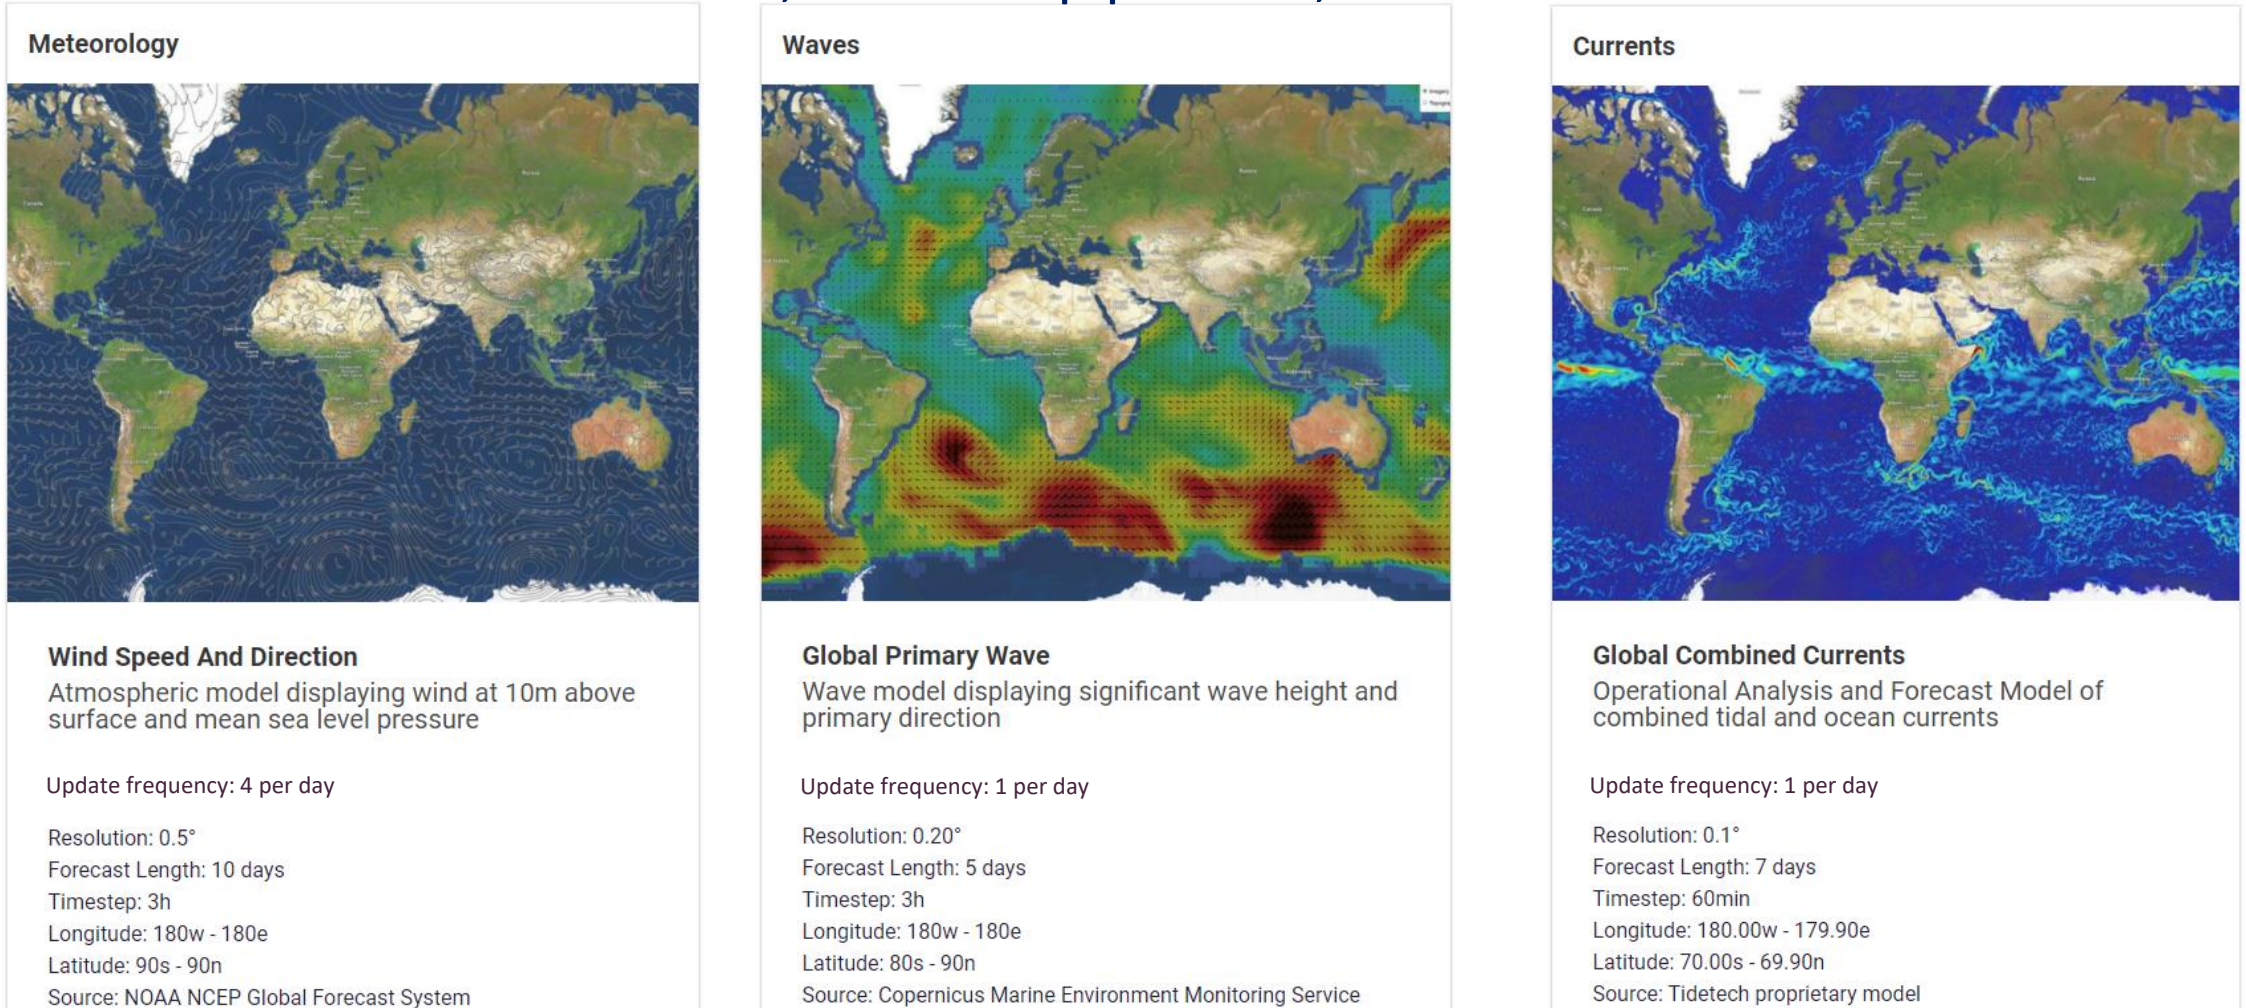 Meteorology
Wind Speed And Direction
Atmospheric model displaying wind at 10m above
surface and mean sea level pressure
Update frequency: 4 per day
Resolution: 0.5°
Forecast Length: 10 days
Timestep: 3h
Longitude: 180w - 180e
Latitude: 90s - 90n
Source: NOAA NCEP Global Forecast System
Waves
Global Primary Wave
Wave model displaying significant wave height and
primary direction
Update frequency: 1 per day
Resolution: 0.20°
Forecast Length: 5 days
Timestep: 3h
Longitude: 180w - 180e
Latitude: 80s - 90n
Source: Copernicus Marine Environment Monitoring Service
Currents
Global Combined Currents
Operational Analysis and Forecast Model of
combined tidal and ocean currents
Update frequency: 1 per day
Resolution: 0.1°
Forecast Length: 7 days
Timestep: 60min
Longitude: 180.00w - 179.90e
Latitude: 70.00s - 69.90n
Source: Tidetech proprietary model